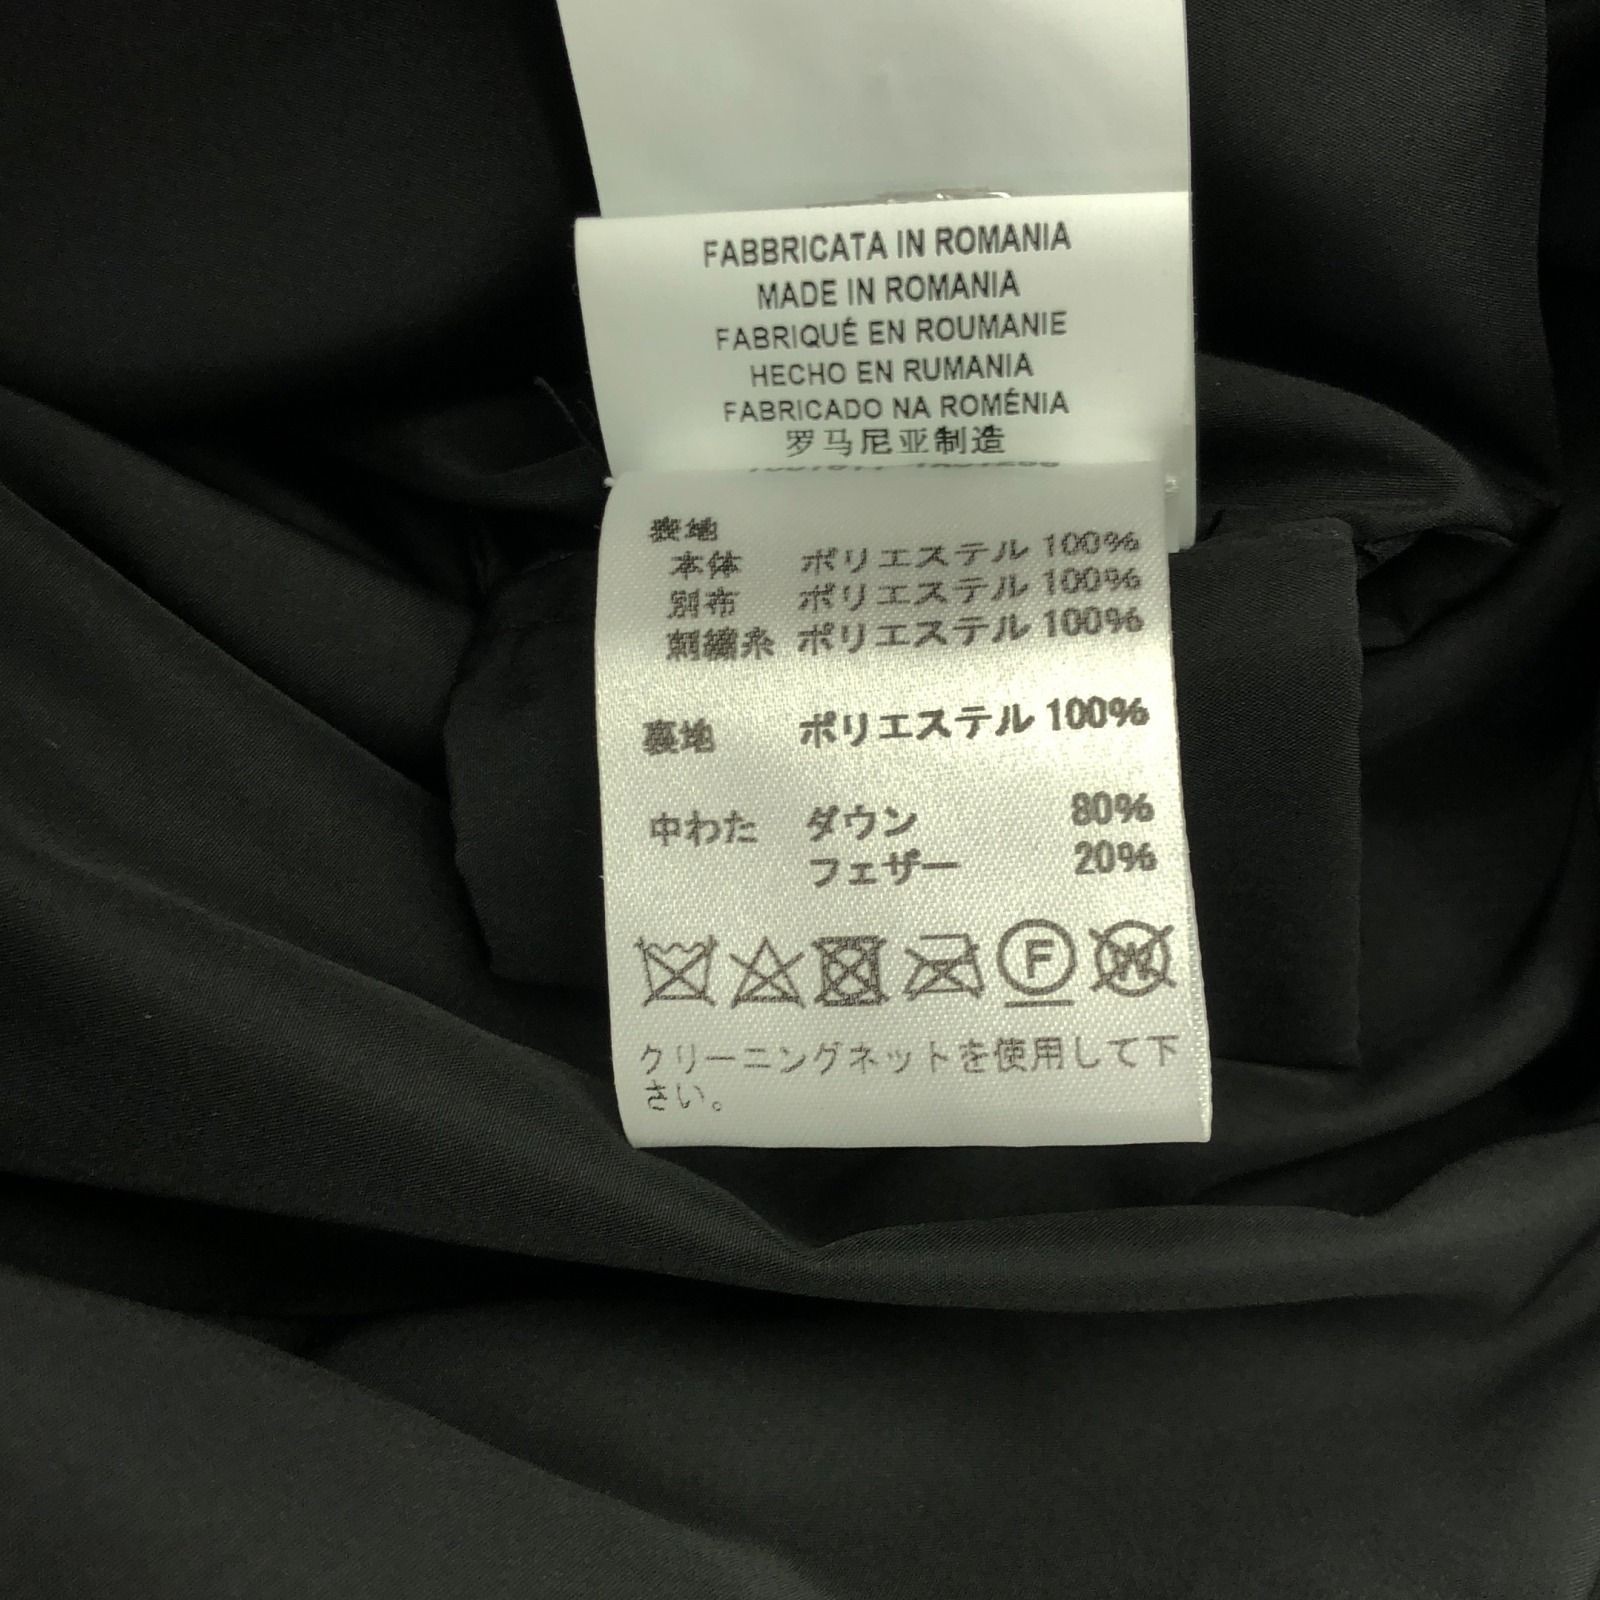 FABBRICATA IN ROMANIA
MADE IN ROMANIA
FABRIQUÉ EN ROUMANIE
HECHO EN RUMANIA
FABRICADO NA ROMÉNIA
罗马尼亚制造
表地
本体 ポリエステル 100%
別布 ポリエステル 100%
刺繍糸 ポリエステル 100%
裏地 ポリエステル 100%
中わた ダウン 80%
フェザー 20%
F W
クリーニングネットを使用して下
さい。